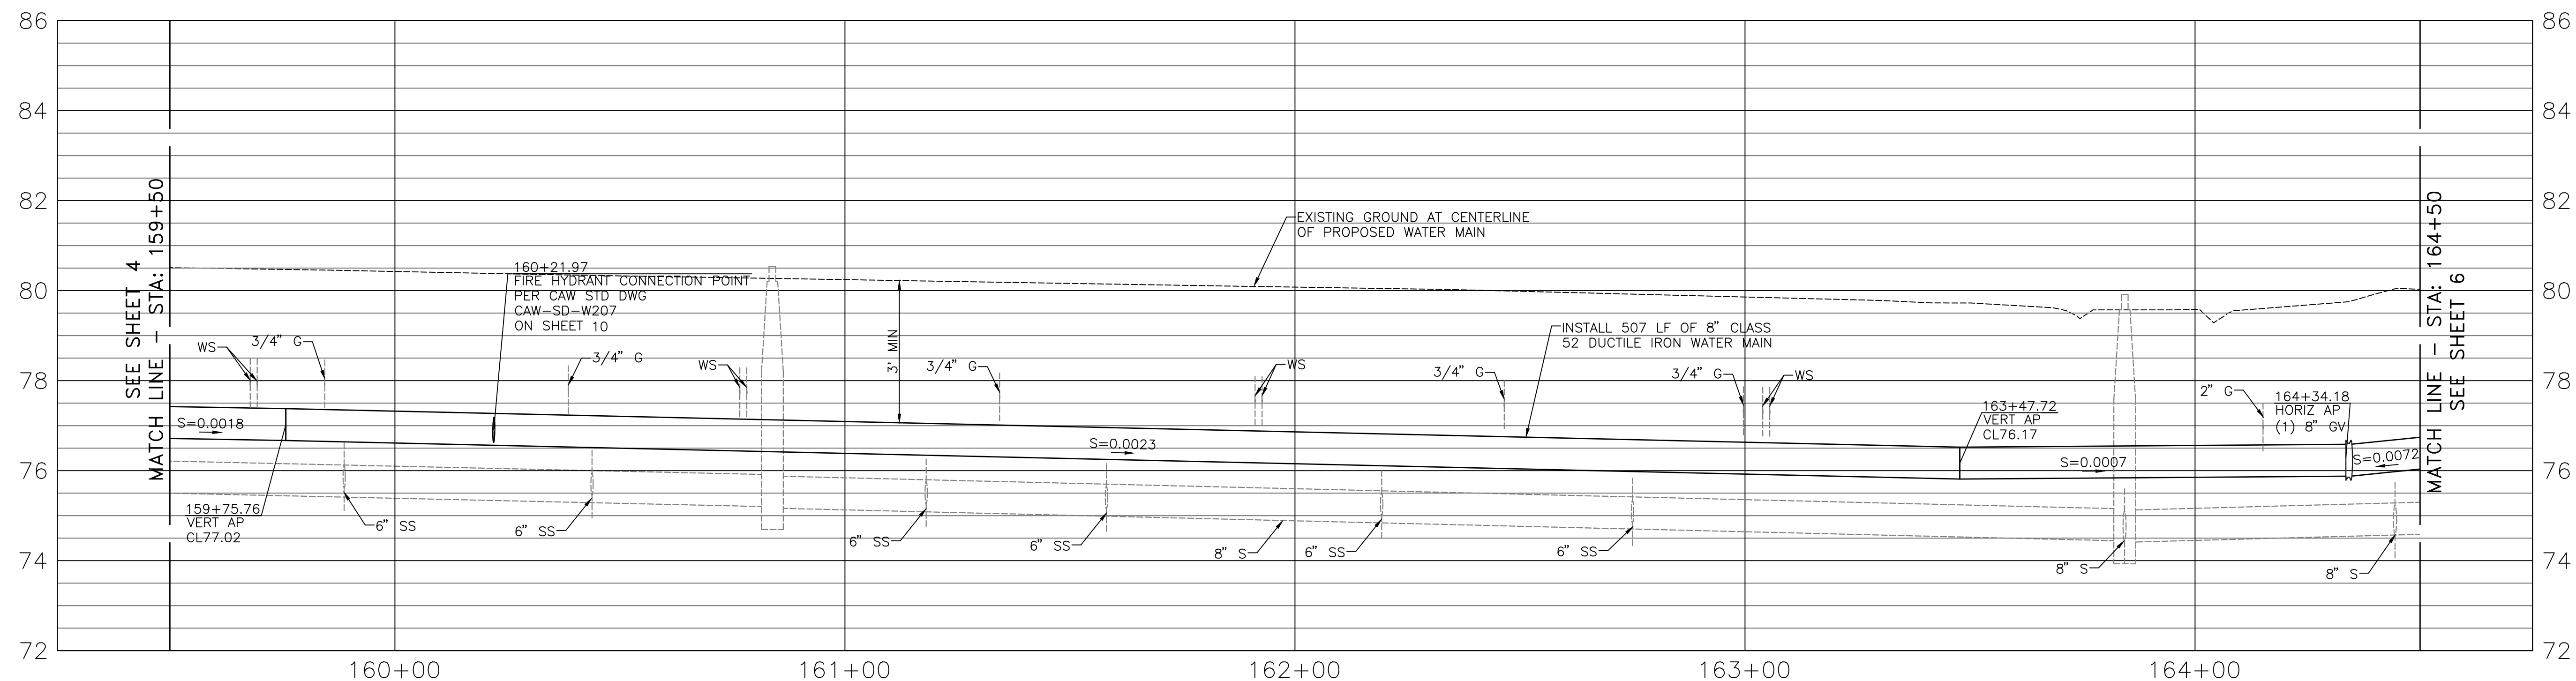 86
84
82
80
78
76
74
72
SEE SHEET 4
MATCH LINE – STA: 159+50
WS
3/4" G
S=0.0018
159+75.76
VERT AP
CL77.02
6" SS
160+21.97
FIRE HYDRANT CONNECTION POINT
PER CAW STD DWG
CAW-SD-W207
ON SHEET 10
3/4" G
6" SS
WS
3' MIN
3/4" G
6" SS
S=0.0023
6" SS
8" S
EXISTING GROUND AT CENTERLINE
OF PROPOSED WATER MAIN
WS
6" SS
3/4" G
INSTALL 507 LF OF 8" CLASS
52 DUCTILE IRON WATER MAIN
6" SS
3/4" G
WS
163+47.72
VERT AP
CL76.17
S=0.0007
8" S
2" G
164+34.18
HORIZ AP
(1) 8" GV
S=0.0072
8" S
MATCH LINE – STA: 164+50
SEE SHEET 6
86
84
82
80
78
76
74
72
160+00
161+00
162+00
163+00
164+00